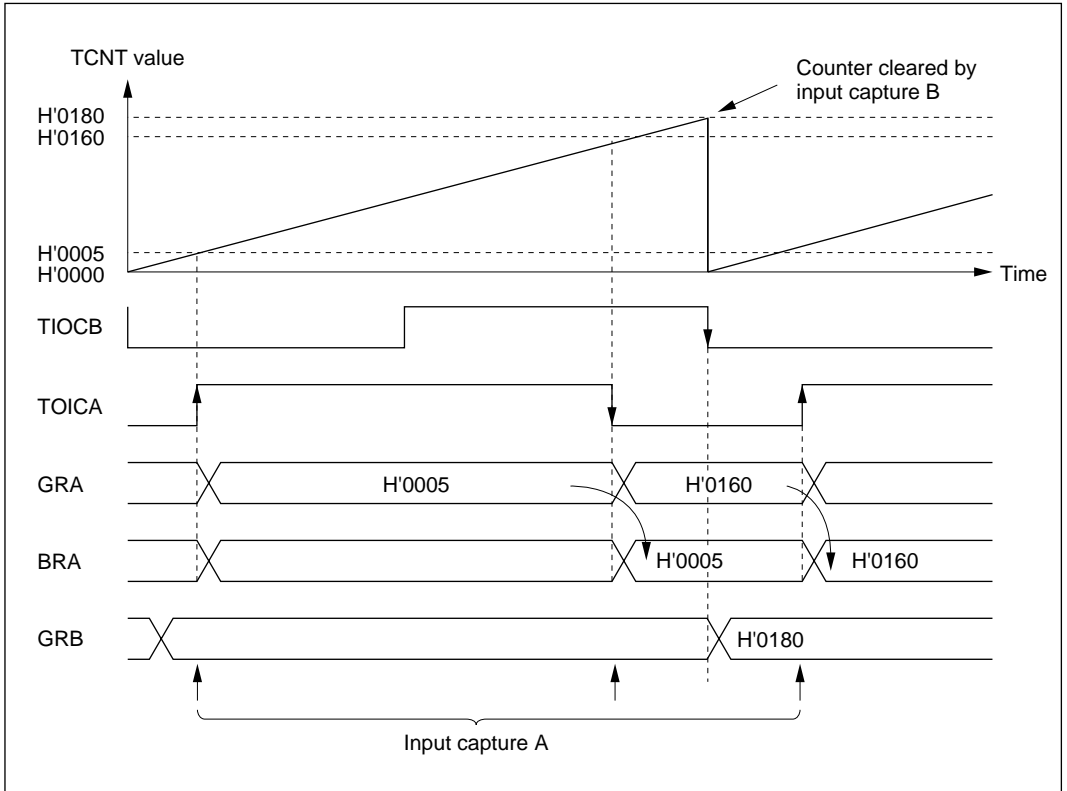 TCNT value
Counter cleared by
input capture B
H'0180
H'0160
H'0005
H'0000
Time
TIOCB
TOICA
GRA
H'0005
H'0160
BRA
H'0005
H'0160
GRB
H'0180
Input capture A